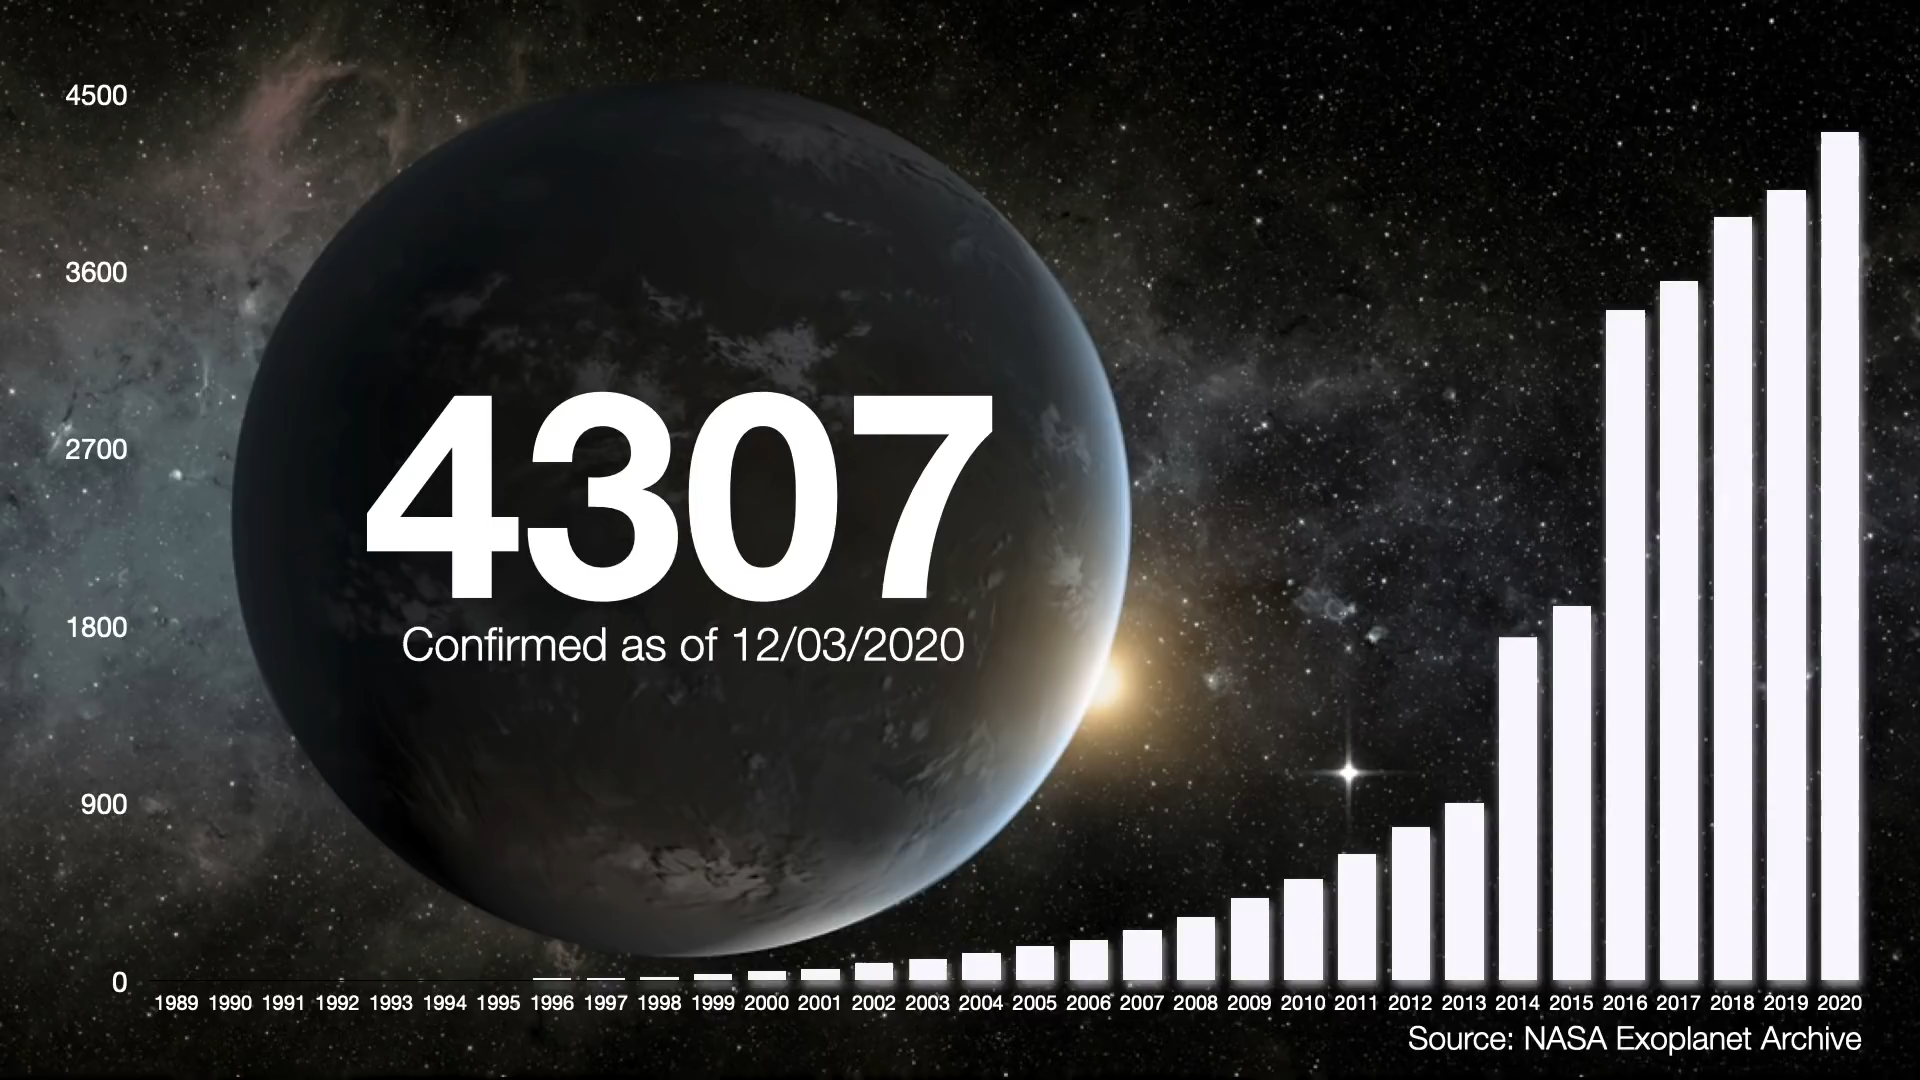 4500
3600
2700
1800
900
0
4307
Confirmed as of 12/03/2020
1989 1990 1991 1992 1993 1994 1995 1996 1997 1998 1999 2000 2001 2002 2003 2004 2005 2006 2007 2008 2009 2010 2011 2012 2013 2014 2015 2016 2017 2018 2019 2020
Source: NASA Exoplanet Archive